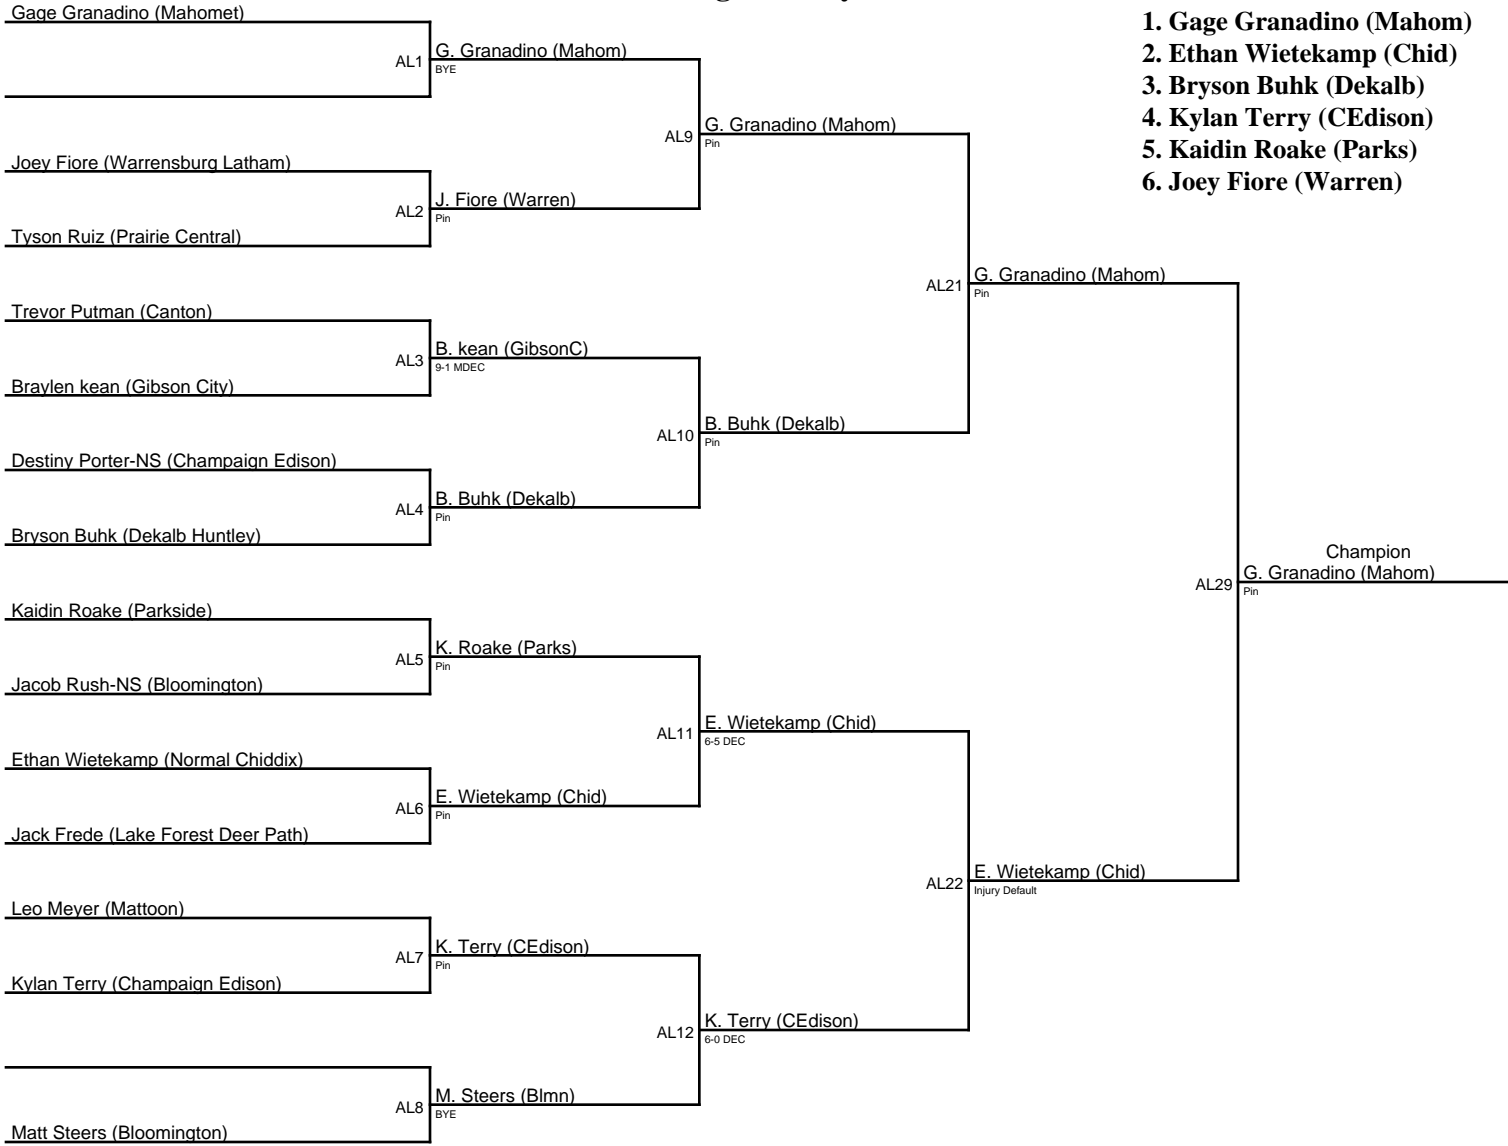 Gage Granadino (Mahomet)
AL1
G. Granadino (Mahom)
BYE
Joey Fiore (Warrensburg Latham)
AL2
J. Fiore (Warren)
Pin
Tyson Ruiz (Prairie Central)
AL9
G. Granadino (Mahom)
Pin
Trevor Putman (Canton)
AL3
B. kean (GibsonC)
9-1 MDEC
Braylen kean (Gibson City)
Destiny Porter-NS (Champaign Edison)
AL4
B. Buhk (Dekalb)
Pin
Bryson Buhk (Dekalb Huntley)
AL10
B. Buhk (Dekalb)
Pin
AL21
G. Granadino (Mahom)
Pin
Kaidin Roake (Parkside)
AL5
K. Roake (Parks)
Pin
Jacob Rush-NS (Bloomington)
Ethan Wietekamp (Normal Chiddix)
AL6
E. Wietekamp (Chid)
Pin
Jack Frede (Lake Forest Deer Path)
AL11
E. Wietekamp (Chid)
6-5 DEC
Leo Meyer (Mattoon)
AL7
K. Terry (CEdison)
Pin
Kylan Terry (Champaign Edison)
AL8
M. Steers (Blmn)
BYE
Matt Steers (Bloomington)
AL12
K. Terry (CEdison)
6-0 DEC
AL22
E. Wietekamp (Chid)
Injury Default
AL29
Champion
G. Granadino (Mahom)
Pin
1. Gage Granadino (Mahom)
2. Ethan Wietekamp (Chid)
3. Bryson Buhk (Dekalb)
4. Kylan Terry (CEdison)
5. Kaidin Roake (Parks)
6. Joey Fiore (Warren)